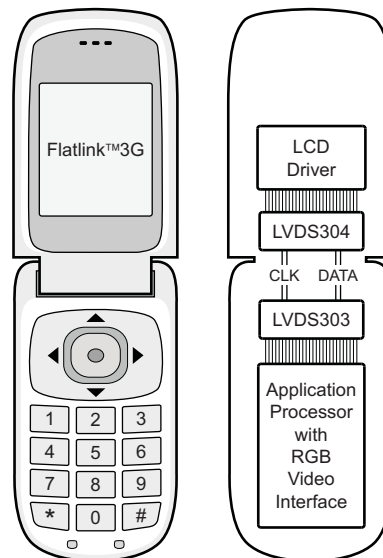 Flatlink™3G
1 2 3
4 5 6
7 8 9
* 0 #
LCD
Driver
LVDS304
CLK DATA
LVDS303
Application
Processor
with
RGB
Video
Interface